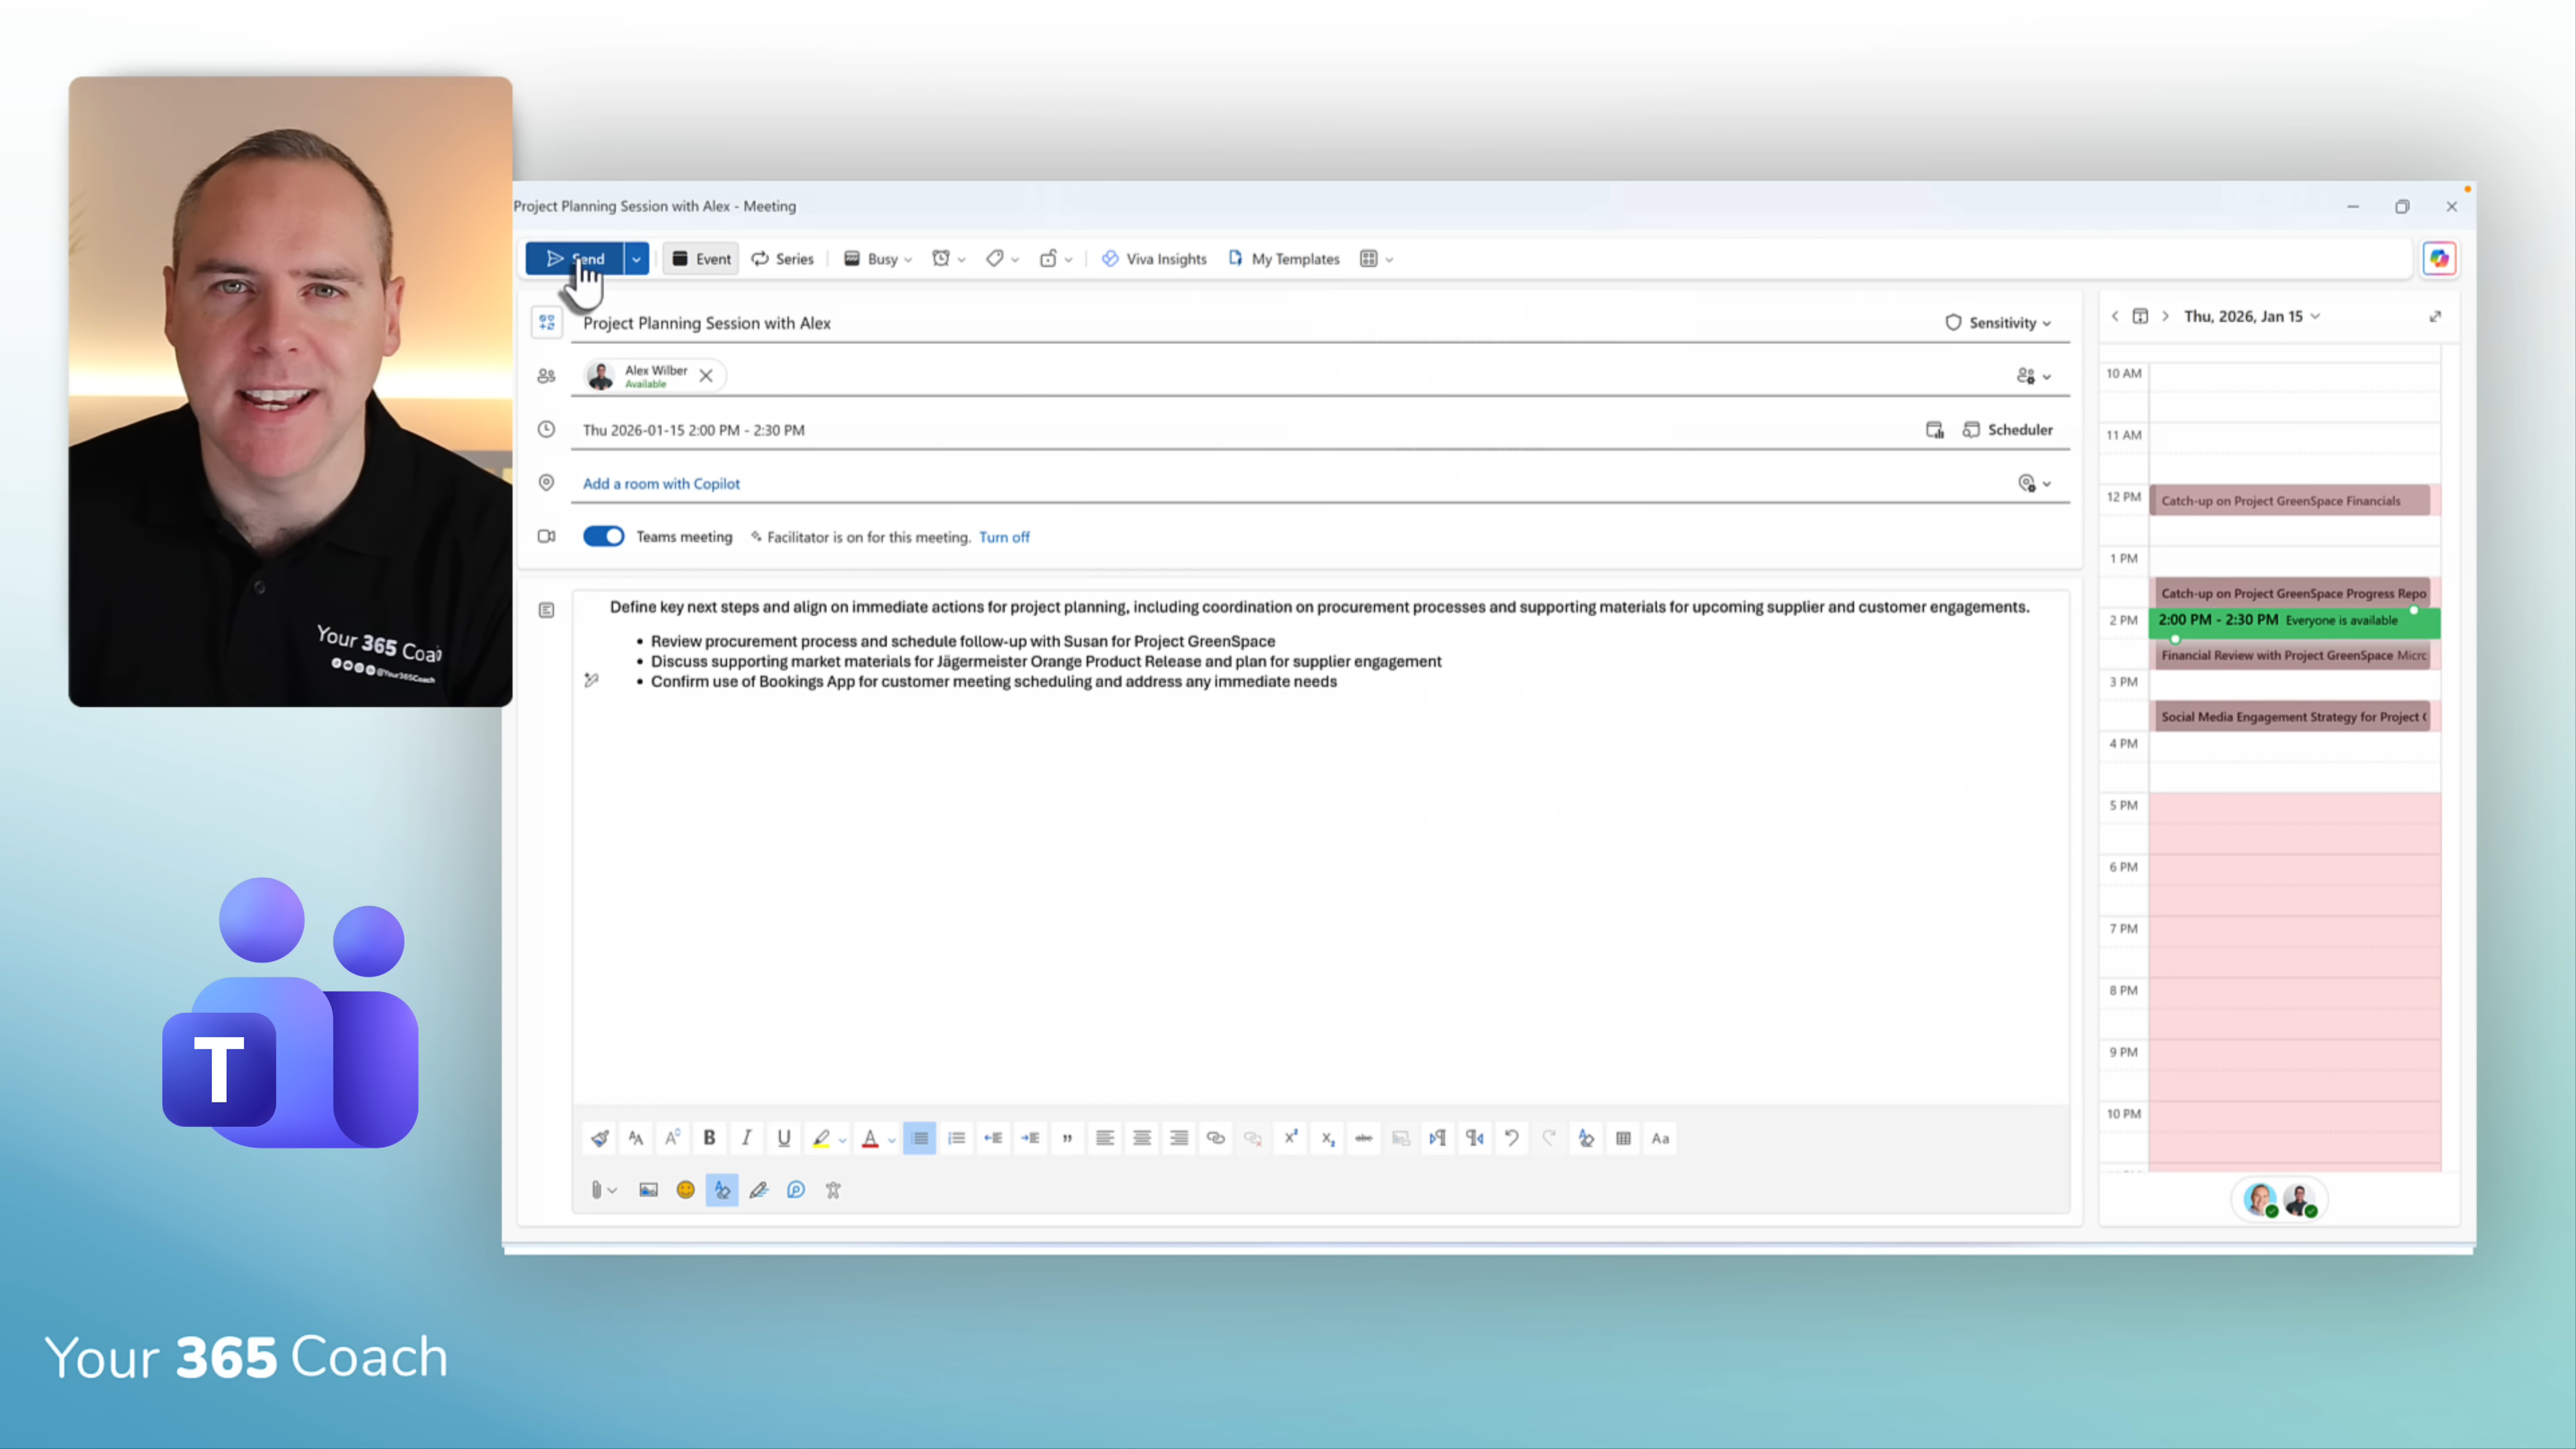 Project Planning Session with Alex - Meeting
Send
Event
Series
Busy
Viva Insights
My Templates
Project Planning Session with Alex
Sensitivity
Alex Wilber
Available
Thu 2026-01-15 2:00 PM - 2:30 PM
Scheduler
Add a room with Copilot
Teams meeting
Facilitator is on for this meeting. Turn off
Define key next steps and align on immediate actions for project planning, including coordination on procurement processes and supporting materials for upcoming supplier and customer engagements.
• Review procurement process and schedule follow-up with Susan for Project GreenSpace
• Discuss supporting market materials for Jägermeister Orange Product Release and plan for supplier engagement
• Confirm use of Bookings App for customer meeting scheduling and address any immediate needs
Thu, 2026, Jan 15
10 AM
11 AM
12 PM
Catch-up on Project GreenSpace Financials
1 PM
Catch-up on Project GreenSpace Progress Repo
2 PM
2:00 PM - 2:30 PM Everyone is available
Financial Review with Project GreenSpace Micrc
3 PM
Social Media Engagement Strategy for Project
4 PM
5 PM
6 PM
7 PM
8 PM
9 PM
10 PM
Your 365 Coa
@Your365Coach
T
Your 365 Coach